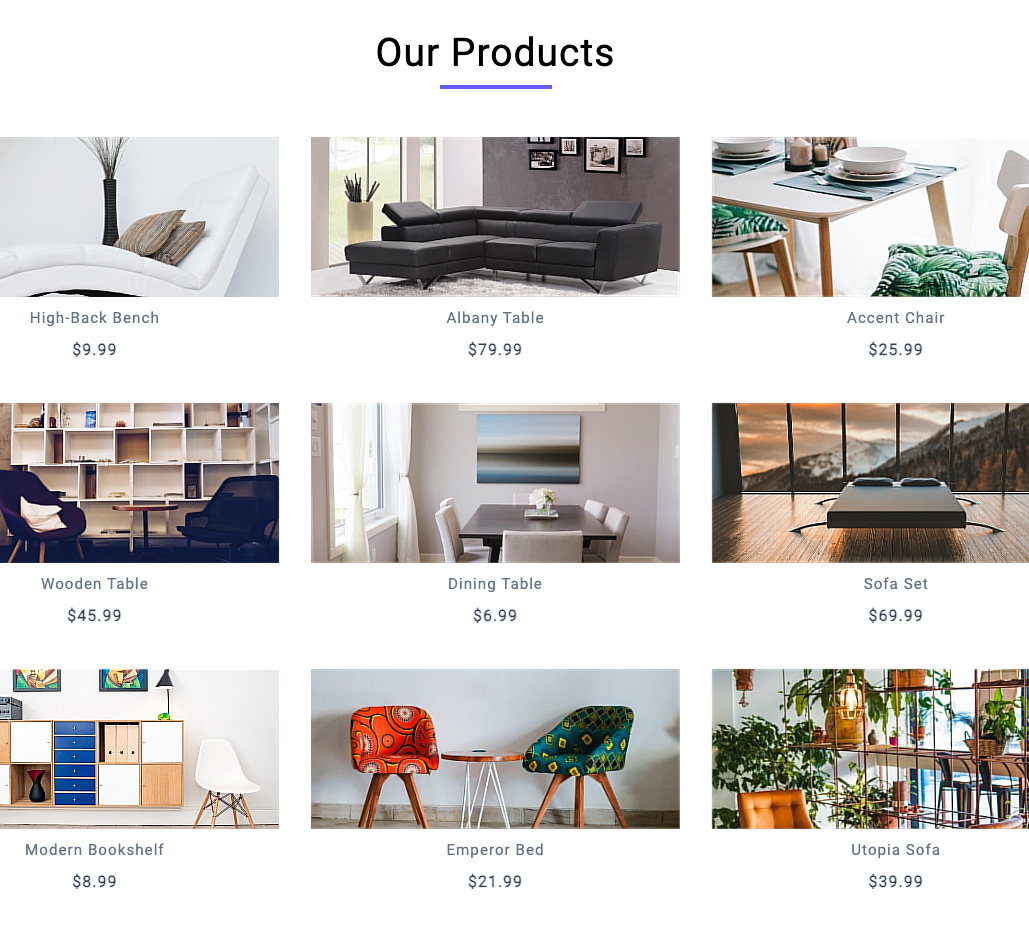 Our Products
High-Back Bench
$9.99
Albany Table
$79.99
Accent Chair
$25.99
Wooden Table
$45.99
Dining Table
$6.99
Sofa Set
$69.99
Modern Bookshelf
$8.99
Emperor Bed
$21.99
Utopia Sofa
$39.99